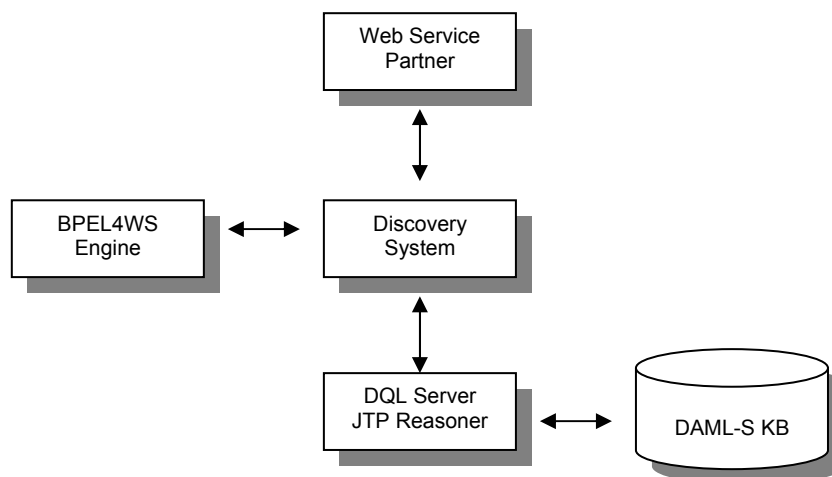 Web Service
Partner
BPEL4WS
Engine
Discovery
System
DQL Server
JTP Reasoner
DAML-S KB